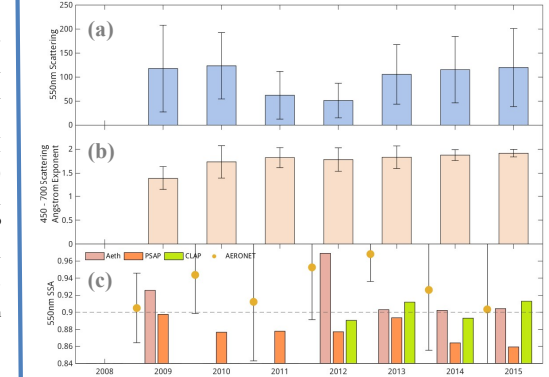 250
200
150
100
50
0
550nm Scattering
(a)
2
1.5
1
0.5
0
450 - 700 Scattering
Angstrom Exponent
(b)
Aeth PSAP CLAP AERONET
0.96
0.94
0.92
0.9
0.88
0.86
0.84
550nm SSA
(c)
2008 2009 2010 2011 2012 2013 2014 2015